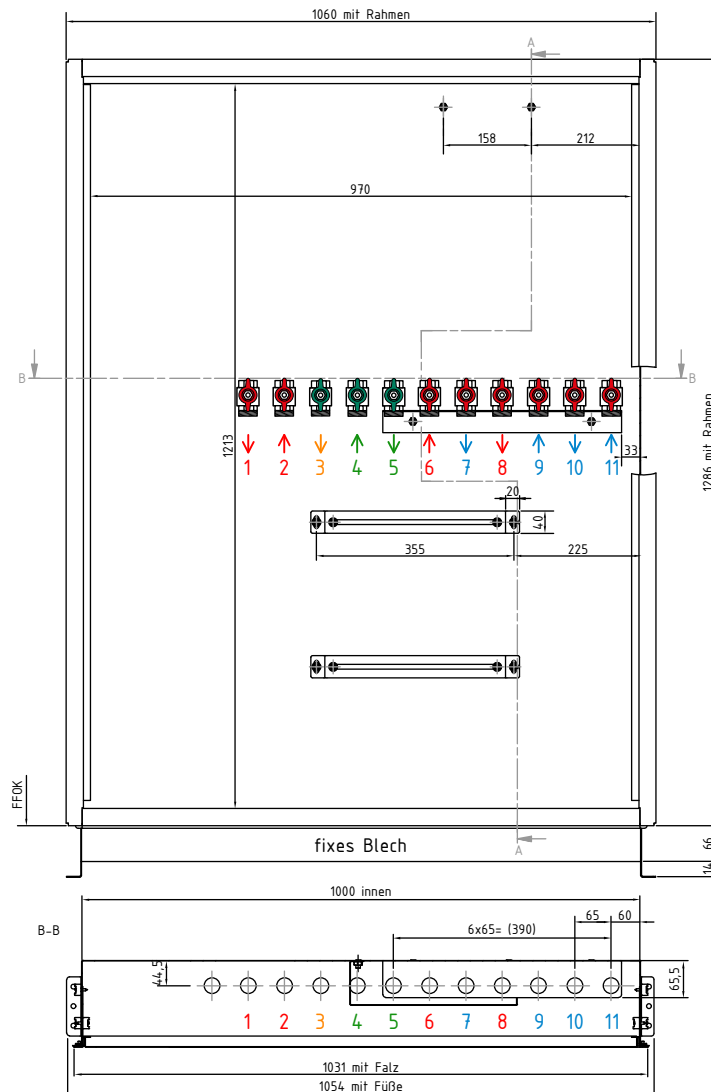 1060 mit Rahmen
A
158
212
970
B
B
1213
1286 mit Rahmen
1 2 3 4 5 6 7 8 9 10 11
33
20
40
355
225
FFOK
fixes Blech
A
66
14
1000 innen
B-B
65
60
6x65= (390)
44,5
65,5
1 2 3 4 5 6 7 8 9 10 11
1031 mit Falz
1054 mit Füße